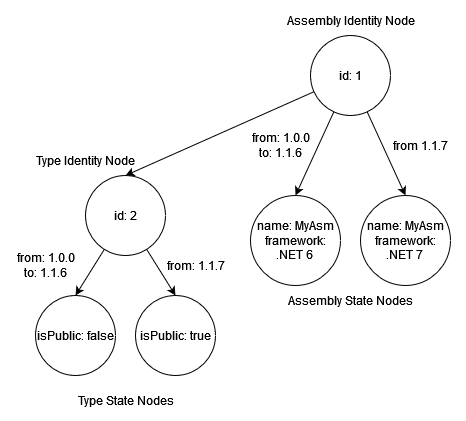 Assembly Identity Node
id: 1
from: 1.0.0
to: 1.1.6
from 1.1.7
Type Identity Node
id: 2
name: MyAsm
framework:
.NET 6
name: MyAsm
framework:
.NET 7
from: 1.0.0
to: 1.1.6
from: 1.1.7
Assembly State Nodes
isPublic: false
isPublic: true
Type State Nodes